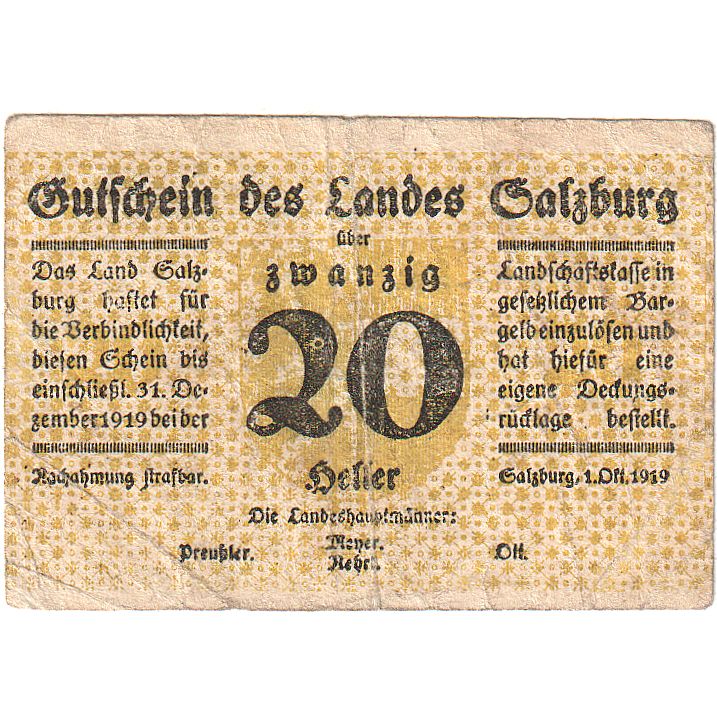 Gutschein des Landes Salzburg
über
zwanzig
20
Heller
Das Land Salz-
burg haftet für
die Verbindlichkeit,
diesen Schein bis
einschließl. 31. De-
zember 1919 bei der
Landschaftskasse in
gesetzlichem Bar-
geld einzulösen und
hat hiefür eine
eigene Deckungs-
rücklage bestellt.
Nachahmung strafbar.
Salzburg, 1. Okt. 1919
Die Landeshauptmänner:
Preußler.
Meyer.
Rehrl.
Ott.